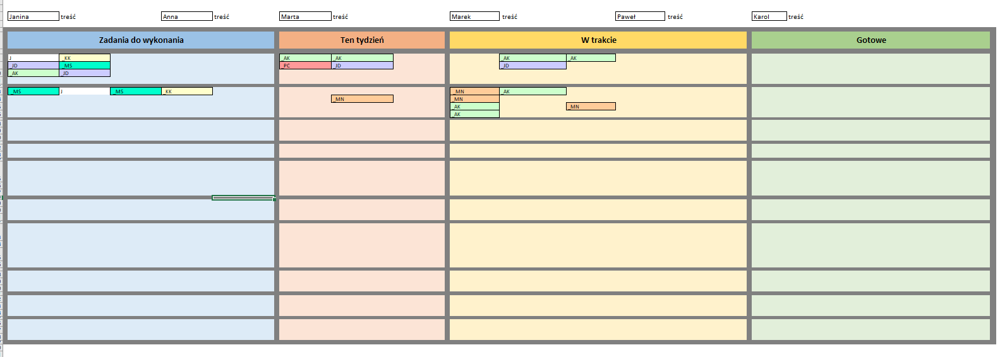 Janina treść Anna treść Marta treść Marek treść Paweł treść Karol treść
Zadania do wykonania Ten tydzień W trakcie Gotowe
J _KK _AK _AK _AK _AK
_JD _MS _PC _JD _JD
_AK _JD
_MS J _MS _KK _MN _AK
_MN _MN
_AK _MN
_AK